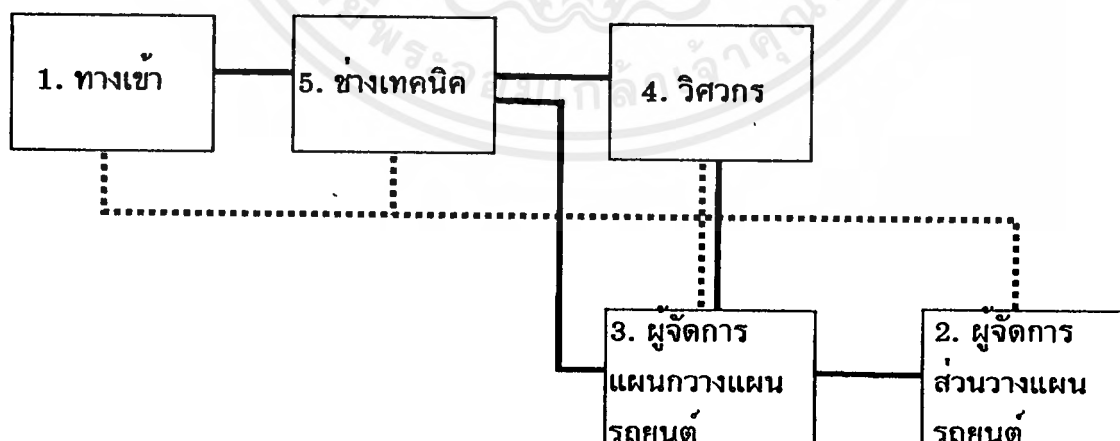 1. ทางเข้า
5. ช่างเทคนิค
4. วิศวกร
3. ผู้จัดการ
แผนกวางแผน
รถยนต์
2. ผู้จัดการ
ส่วนวางแผน
รถยนต์